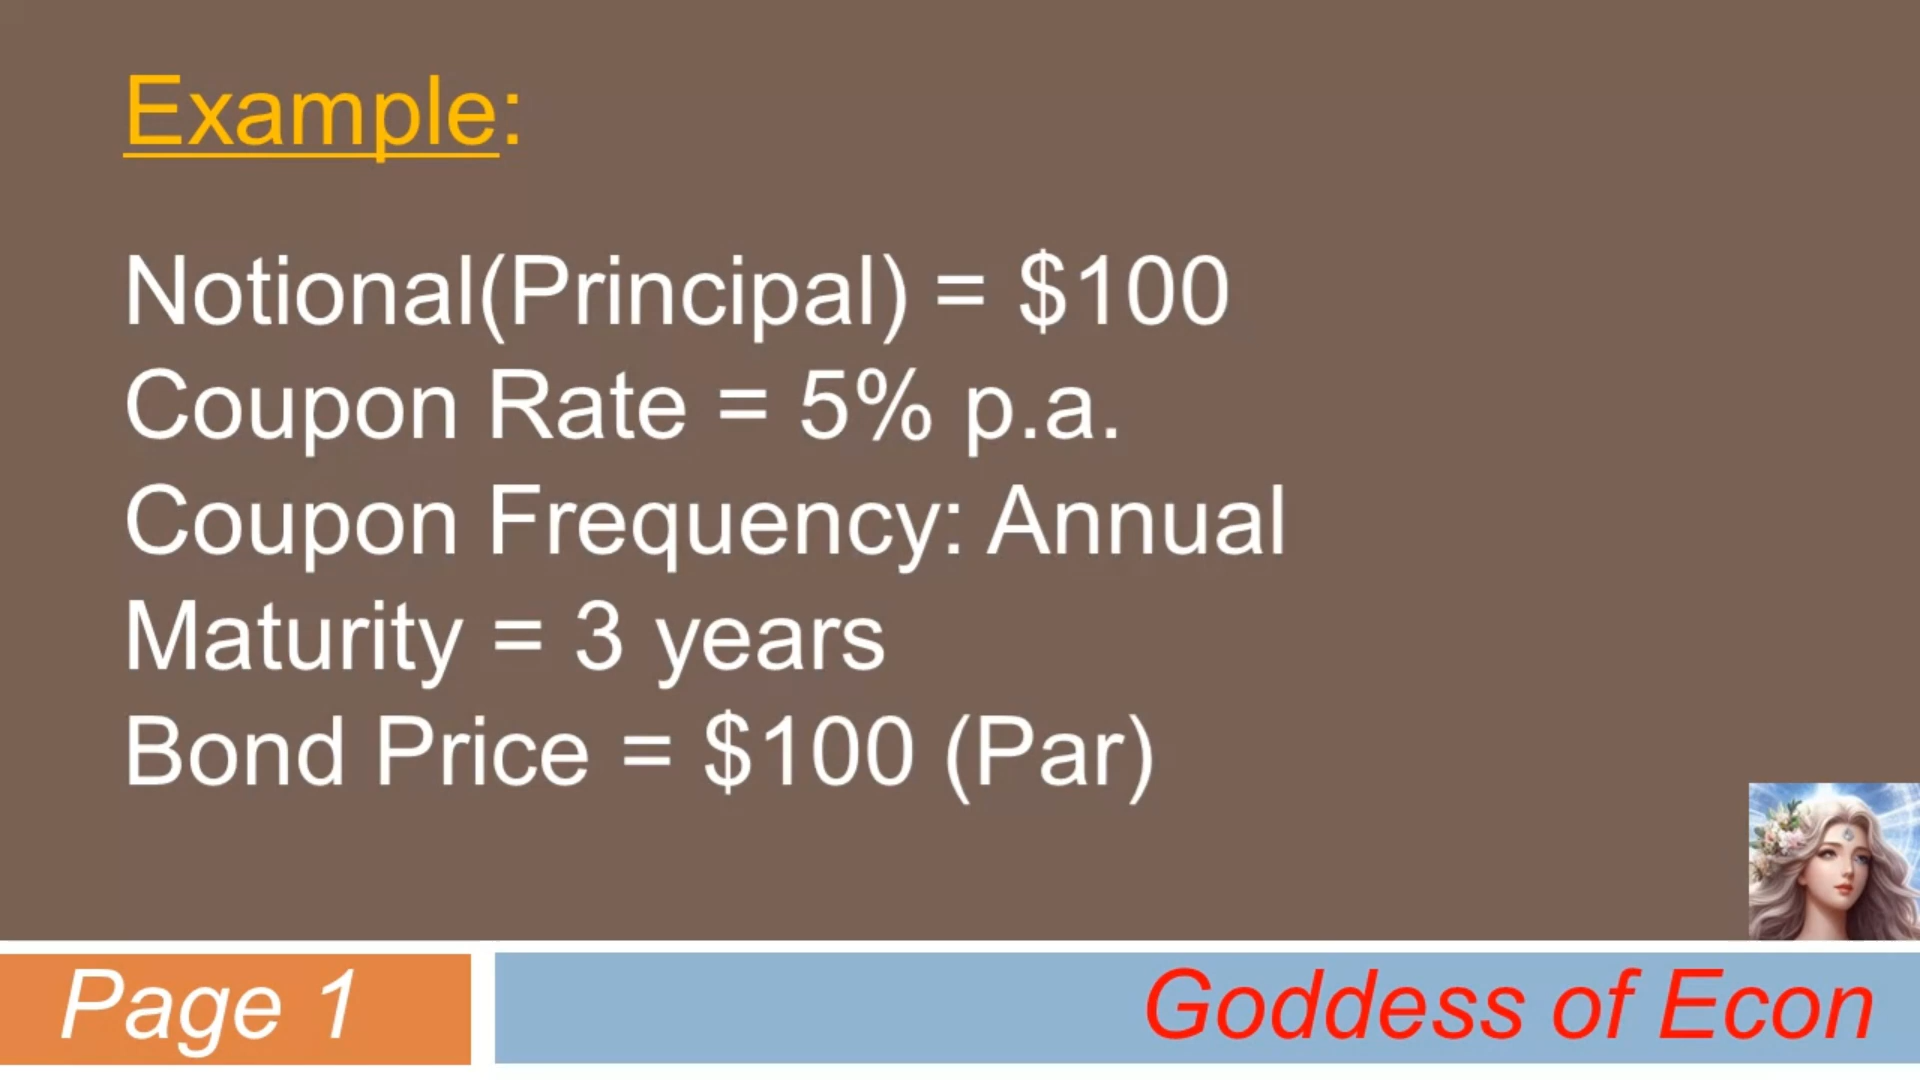 Example:
Notional(Principal) = $100
Coupon Rate = 5% p.a.
Coupon Frequency: Annual
Maturity = 3 years
Bond Price = $100 (Par)
Page 1
Goddess of Econ